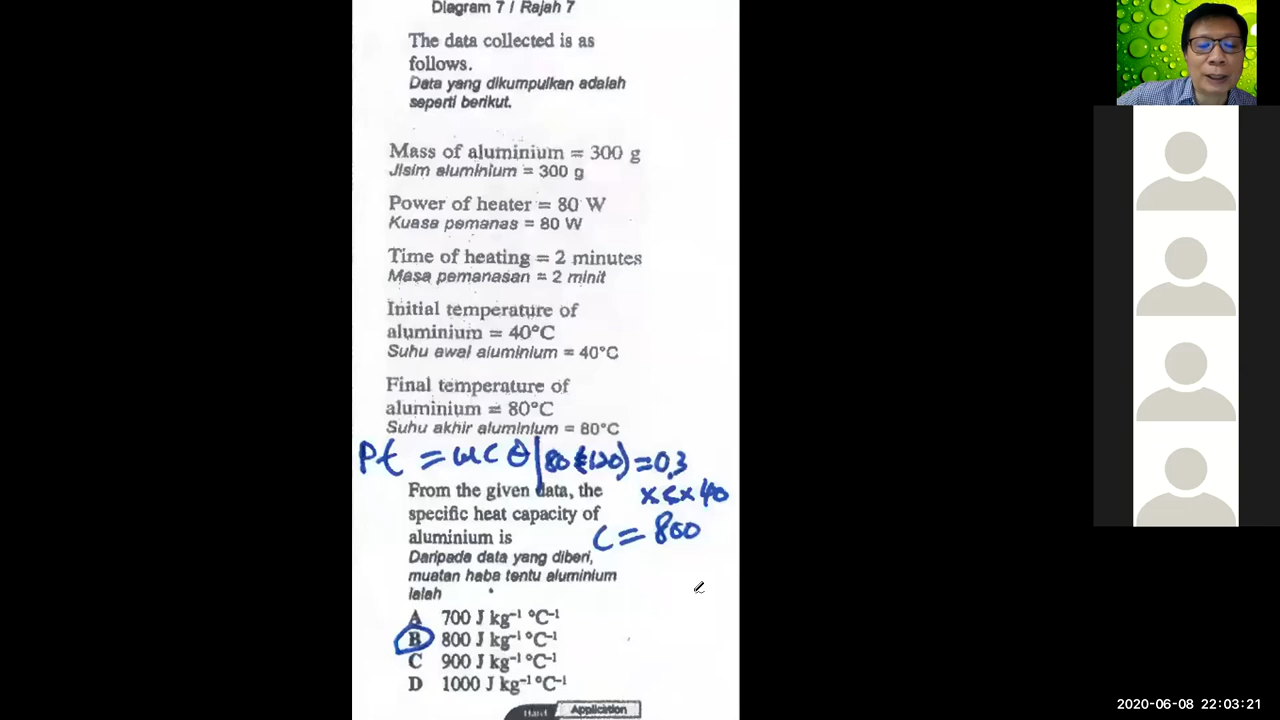 Diagram 7 / Rajah 7
The data collected is as
follows.
Data yang dikumpulkan adalah
seperti berikut.
Mass of aluminium = 300 g
Jisim aluminium = 300 g
Power of heater = 80 W
Kuasa pemanas = 80 W
Time of heating = 2 minutes
Masa pemanasan = 2 minit
Initial temperature of
aluminium = 40°C
Suhu awal aluminium = 40°C
Final temperature of
aluminium = 80°C
Suhu akhir aluminium = 80°C
Pt = mcθ | 80 (120) = 0.3
x c x 40
From the given data, the
specific heat capacity of
aluminium is
c = 800
Daripada data yang diberi,
muatan haba tentu aluminium
ialah
A 700 J kg⁻¹ °C⁻¹
B 800 J kg⁻¹ °C⁻¹
C 900 J kg⁻¹ °C⁻¹
D 1000 J kg⁻¹ °C⁻¹
Hard Application
2020-06-08 22:03:21